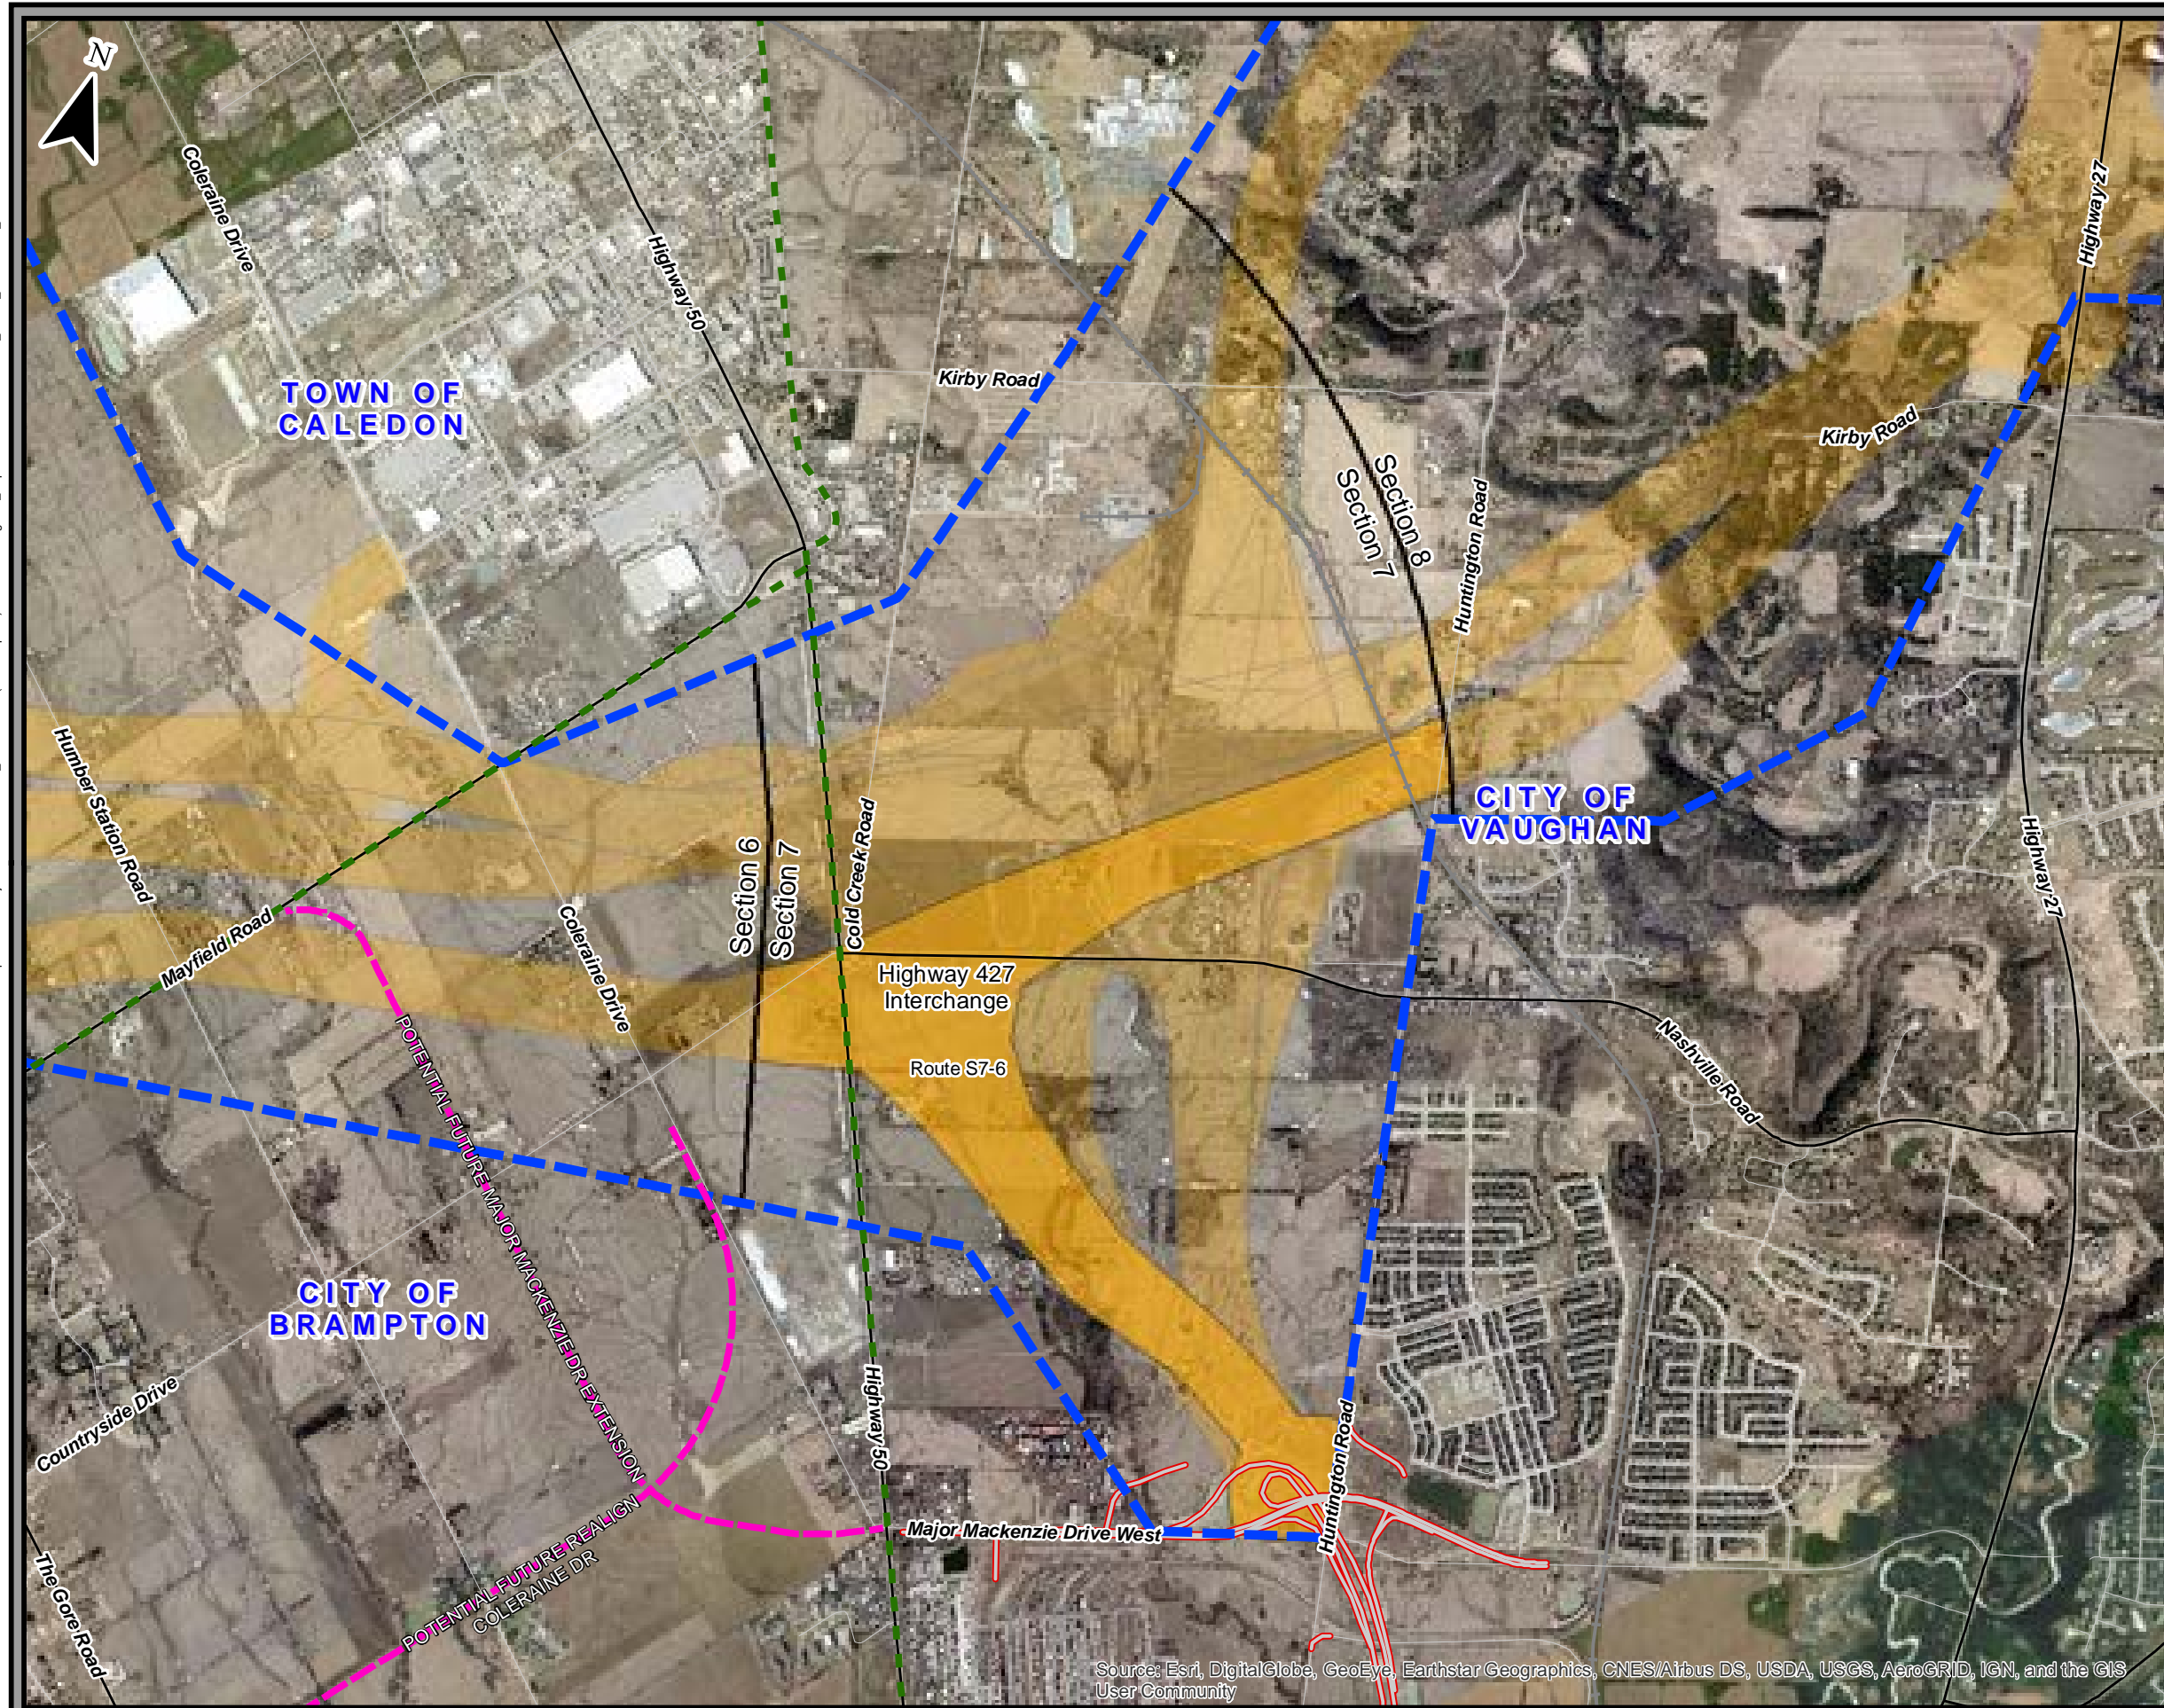 N
Coleraine Drive
Highway 50
Highway 27
TOWN OF
CALEDON
Kirby Road
Kirby Road
Section 8
Section 7
Huntington Road
Humber Station Road
CITY OF
VAUGHAN
Section 6
Section 7
Cold Creek Road
Highway 27
Mayfield Road
Coleraine Drive
Highway 427
Interchange
Route S7-6
Nashville Road
POTENTIAL FUTURE MAJOR MACKENZIE DR EXTENSION
CITY OF
BRAMPTON
Countryside Drive
Highway 50
Huntington Road
Major Mackenzie Drive West
POTENTIAL FUTURE REALIGN
COLERAINE DR
The Gore Road
Source: Esri, DigitalGlobe, GeoEye, Earthstar Geographics, CNES/Airbus DS, USDA, USGS, AeroGRID, IGN, and the GIS
User Community